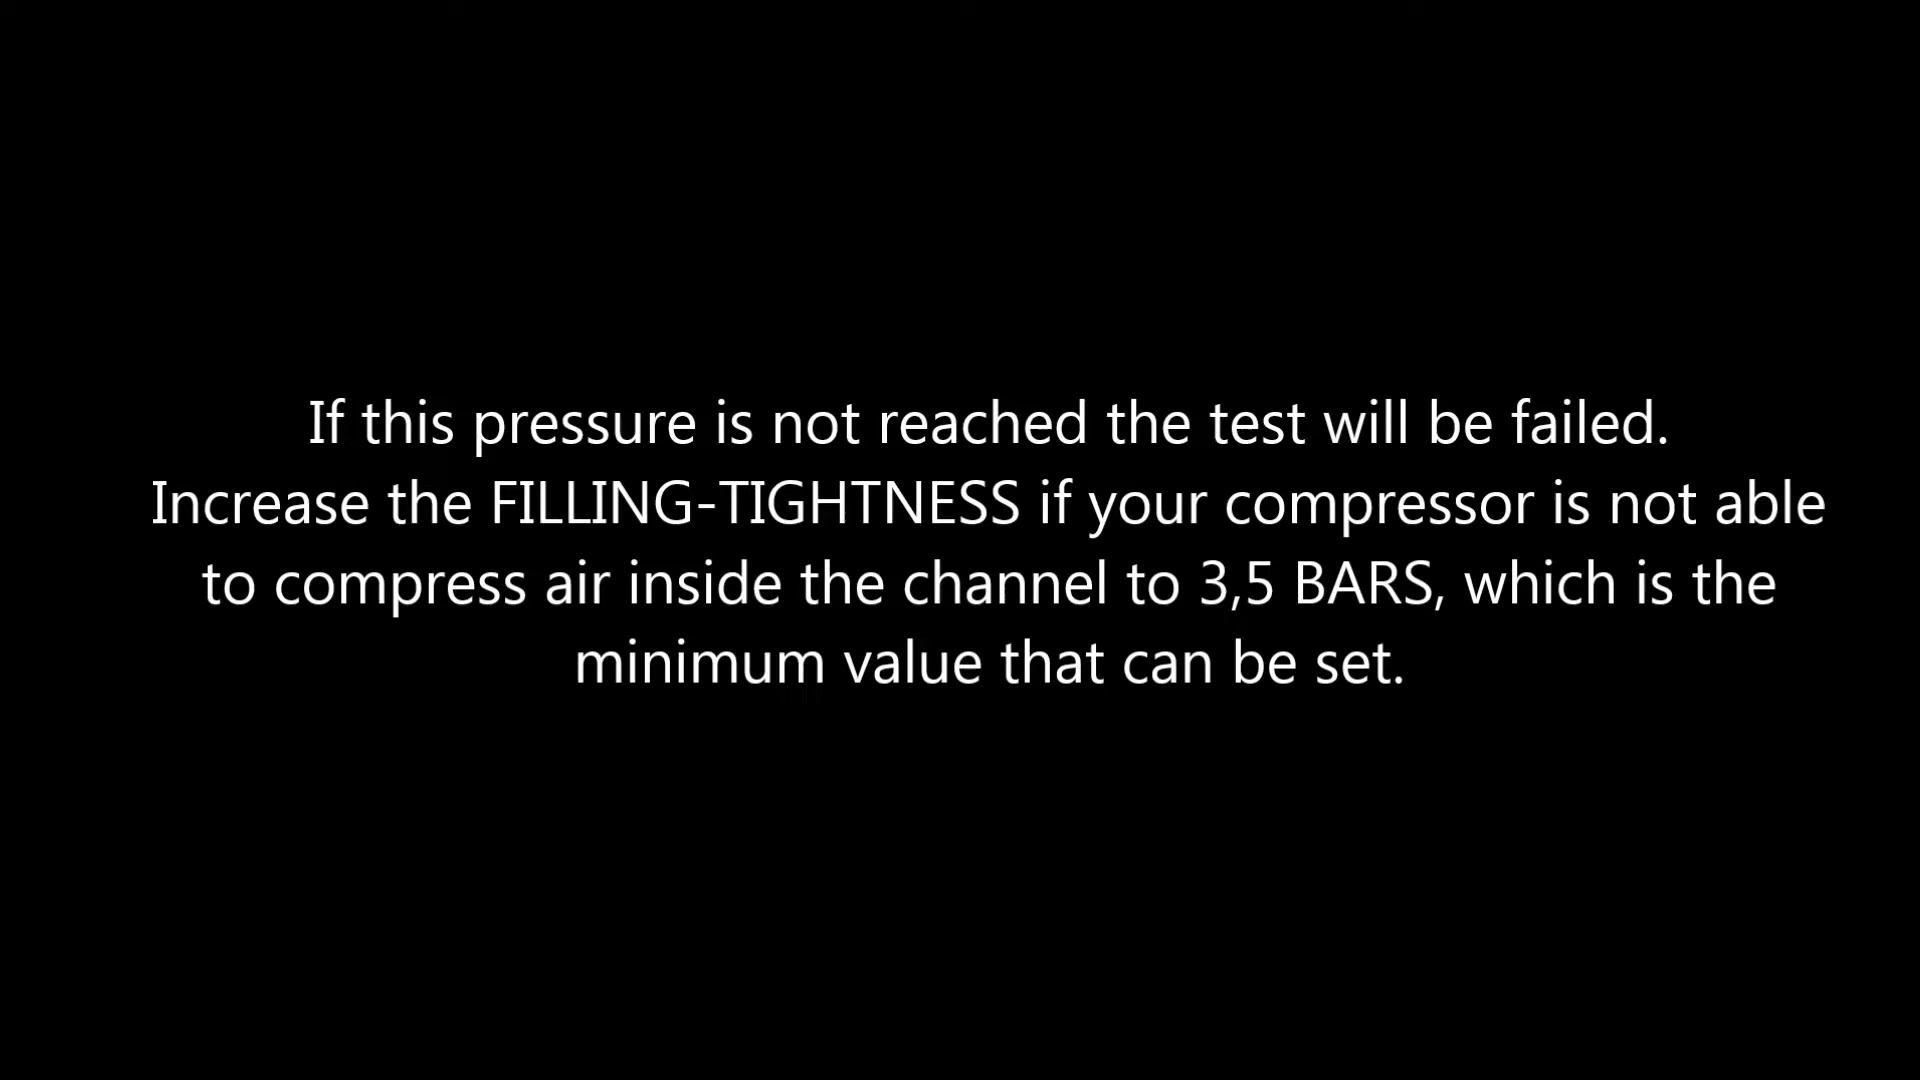 If this pressure is not reached the test will be failed.
Increase the FILLING-TIGHTNESS if your compressor is not able
to compress air inside the channel to 3,5 BARS, which is the
minimum value that can be set.